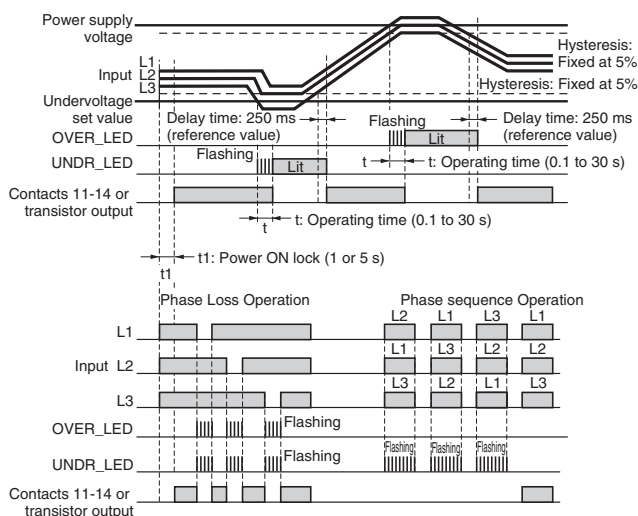 Power supply
voltage
L1
Input L2
L3
Hysteresis:
Fixed at 5%
Hysteresis: Fixed at 5%
Undervoltage
set value
Delay time: 250 ms
(reference value)
Flashing
Delay time: 250 ms
(reference value)
OVER_LED
Lit
Flashing
t
t: Operating time (0.1 to 30 s)
UNDR_LED
Lit
Contacts 11-14 or
transistor output
t
t: Operating time (0.1 to 30 s)
t1
t1: Power ON lock (1 or 5 s)
Phase Loss Operation
Phase sequence Operation
L2 L1 L3 L1
L1
L1 L3 L2 L2
Input L2
L3 L2 L1 L3
L3
OVER_LED
Flashing
UNDR_LED
Flashing Flashing Flashing
Contacts 11-14 or
transistor output